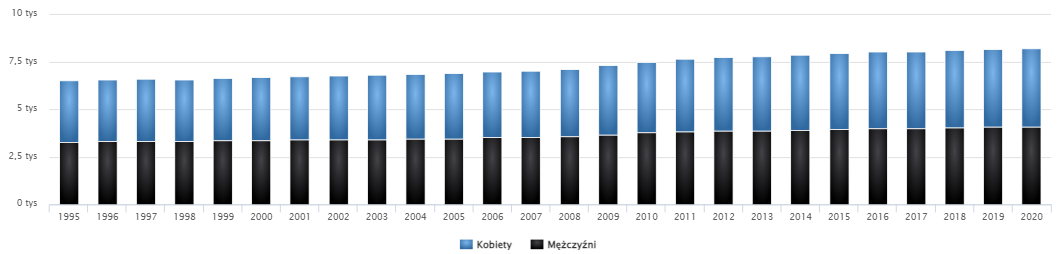 10 tys
7,5 tys
5 tys
2,5 tys
0 tys
1995 1996 1997 1998 1999 2000 2001 2002 2003 2004 2005 2006 2007 2008 2009 2010 2011 2012 2013 2014 2015 2016 2017 2018 2019 2020
Kobiety Mężczyźni